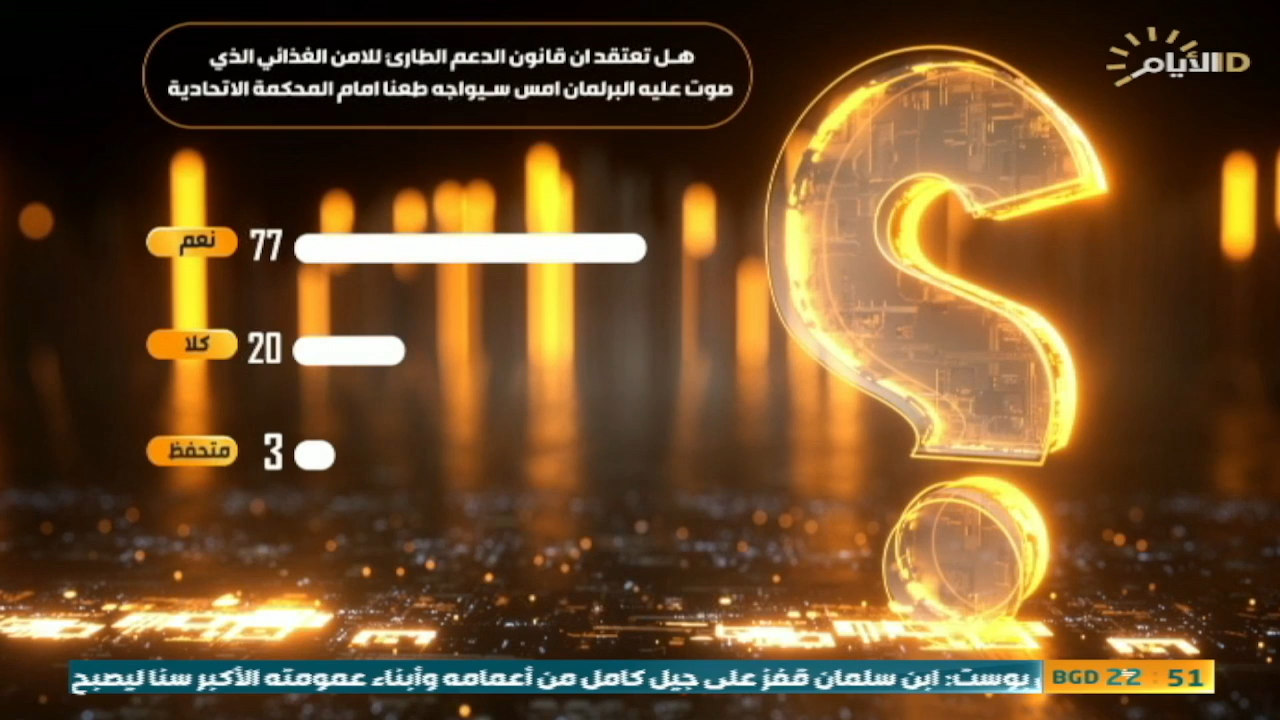 الأيام
هل تعتقد ان قانون الدعم الطارئ للامن الغذائي الذي
صوت عليه البرلمان امس سيواجه طعنا امام المحكمة الاتحادية
نعم 77
كلا 20
متحفظ 3
بوست: ابن سلمان قفز على جيل كامل من أعمامه وأبناء عمومته الأكبر سنا ليصبح
BGD 22 : 51